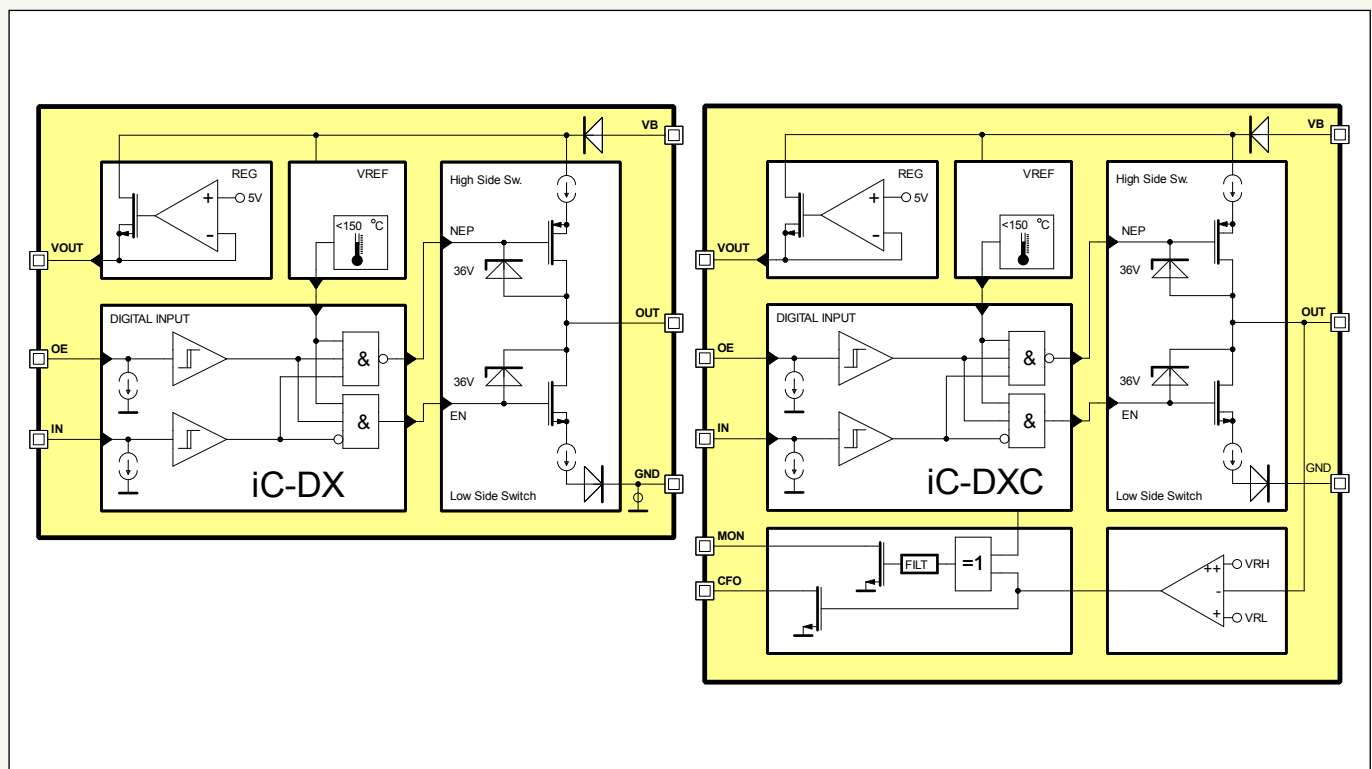 VB
REG
VREF
High Side Sw.
+
5V
-
<150 °C
NEP
VOUT
36V
DIGITAL INPUT
OUT
OE
&
36V
&
EN
IN
iC-DX
GND
Low Side Switch
VB
REG
VREF
High Side Sw.
+
5V
-
<150 °C
NEP
VOUT
36V
DIGITAL INPUT
OUT
OE
&
36V
&
EN
IN
iC-DXC
GND
Low Side Switch
MON
FILT
=1
++
VRH
-
CFO
+
VRL